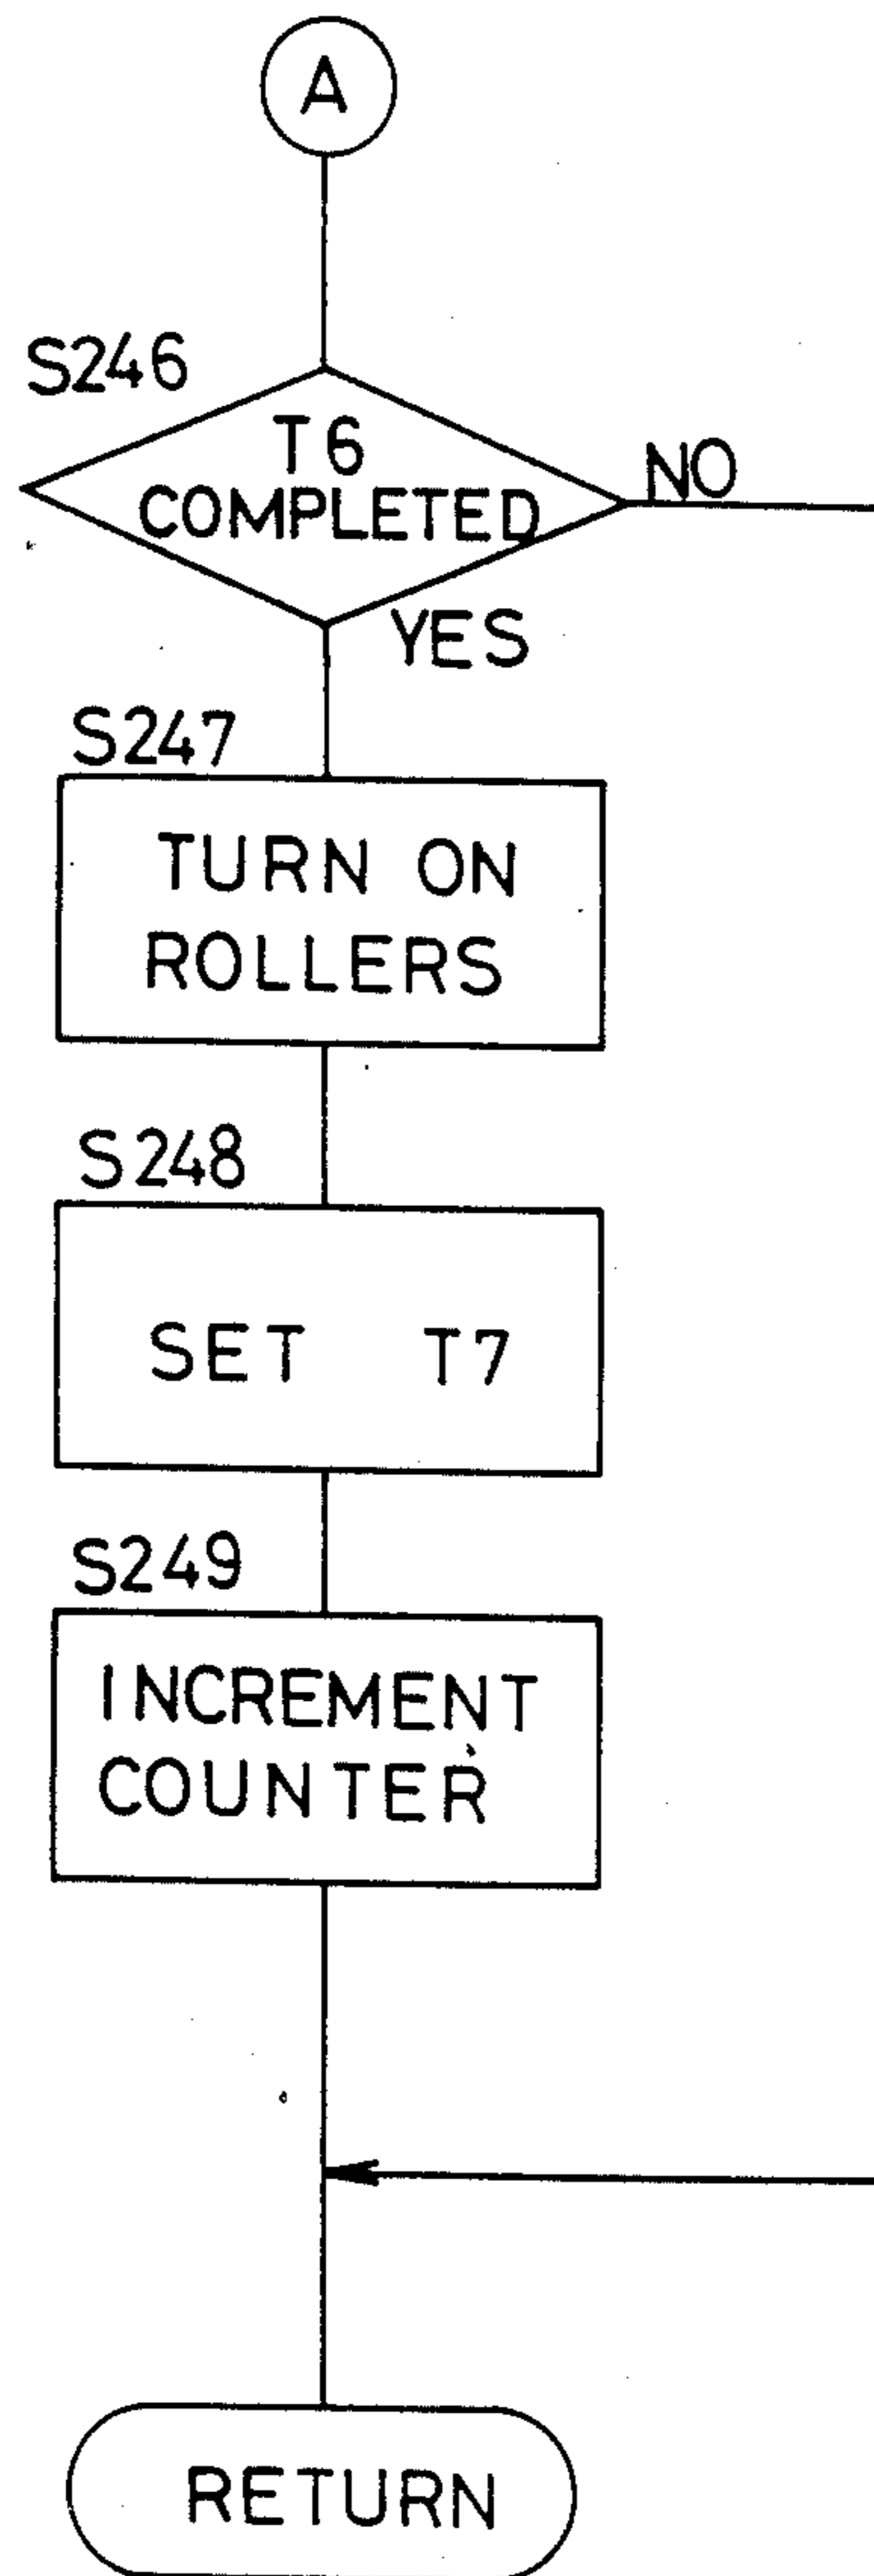 A
S246
T6
COMPLETED
NO
YES
S247
TURN ON
ROLLERS
S248
SET T7
S249
INCREMENT
COUNTER
RETURN